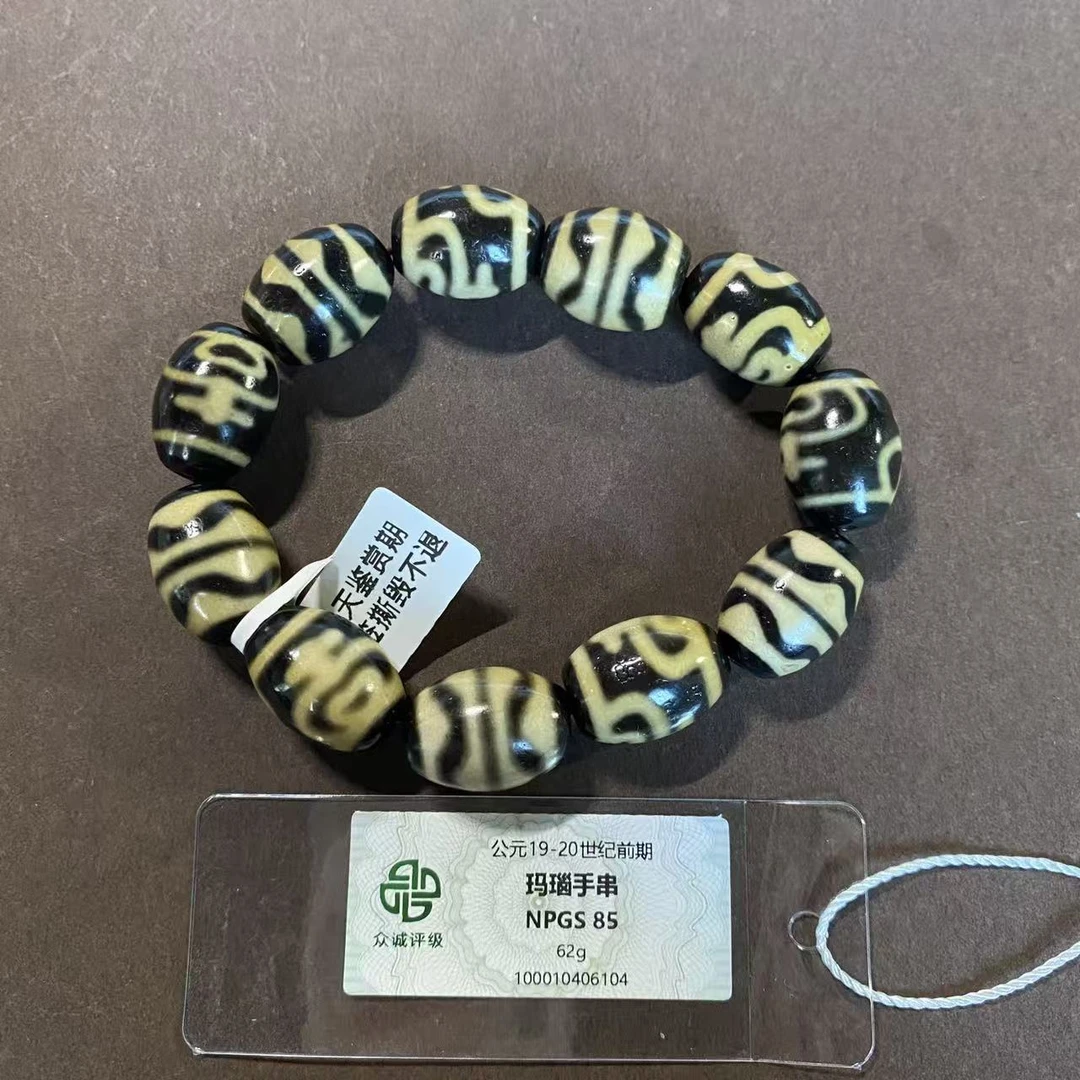 天鉴赏期
撕毁不退
公元19-20世纪前期
玛瑙手串
NPGS 85
62g
100010406104
众诚评级